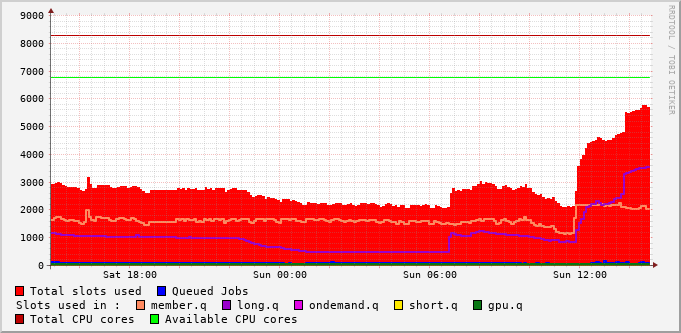 9000
8000
7000
6000
5000
4000
3000
2000
1000
0
Sat 18:00 Sun 00:00 Sun 06:00 Sun 12:00
RRDTOOL / TOBI OETIKER
Total slots used Queued Jobs
Slots used in : member.q long.q ondemand.q short.q gpu.q
Total CPU cores Available CPU cores